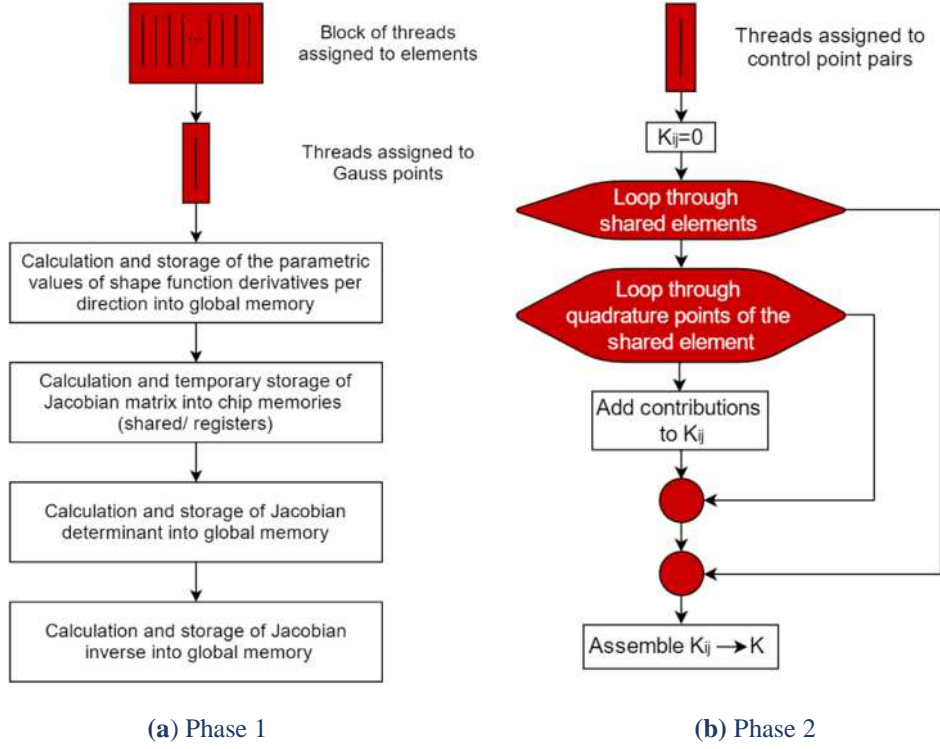 Block of threads
assigned to elements
Threads assigned to
Gauss points
Calculation and storage of the parametric
values of shape function derivatives per
direction into global memory
Calculation and temporary storage of
Jacobian matrix into chip memories
(shared/ registers)
Calculation and storage of Jacobian
determinant into global memory
Calculation and storage of Jacobian
inverse into global memory
(a) Phase 1
Threads assigned to
control point pairs
Kij=0
Loop through
shared elements
Loop through
quadrature points of the
shared element
Add contributions
to Kij
Assemble Kij → K
(b) Phase 2